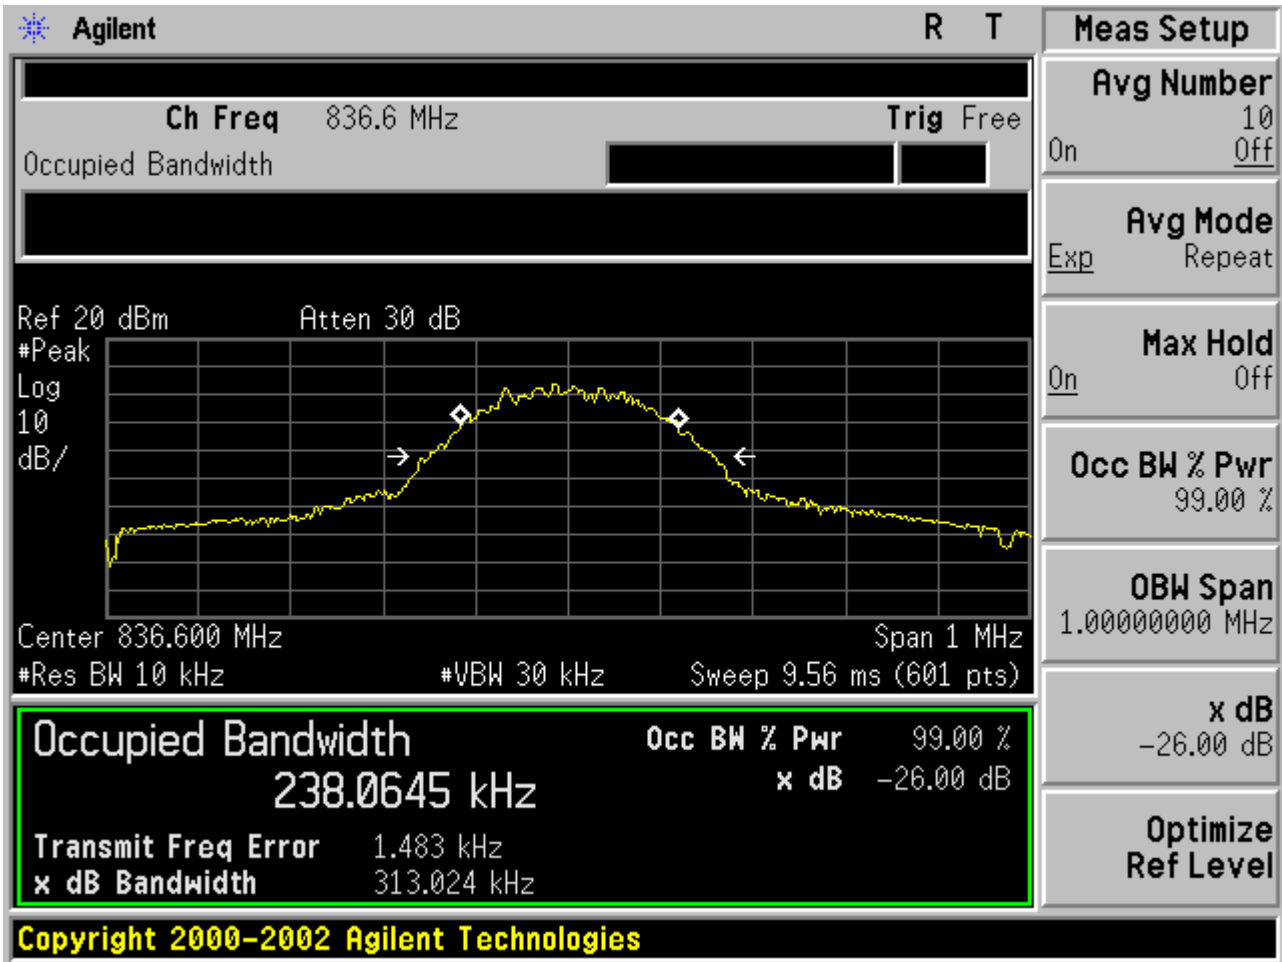 Agilent R T
Ch Freq 836.6 MHz Trig Free
Occupied Bandwidth
Ref 20 dBm Atten 30 dB
#Peak
Log
10
dB/
Center 836.600 MHz Span 1 MHz
#Res BW 10 kHz #VBW 30 kHz Sweep 9.56 ms (601 pts)
Occupied Bandwidth Occ BW % Pwr 99.00 %
238.0645 kHz x dB -26.00 dB
Transmit Freq Error 1.483 kHz
x dB Bandwidth 313.024 kHz
Copyright 2000-2002 Agilent Technologies
Meas Setup
Avg Number
10
On Off
Avg Mode
Exp Repeat
Max Hold
On Off
Occ BW % Pwr
99.00 %
OBW Span
1.00000000 MHz
x dB
-26.00 dB
Optimize
Ref Level